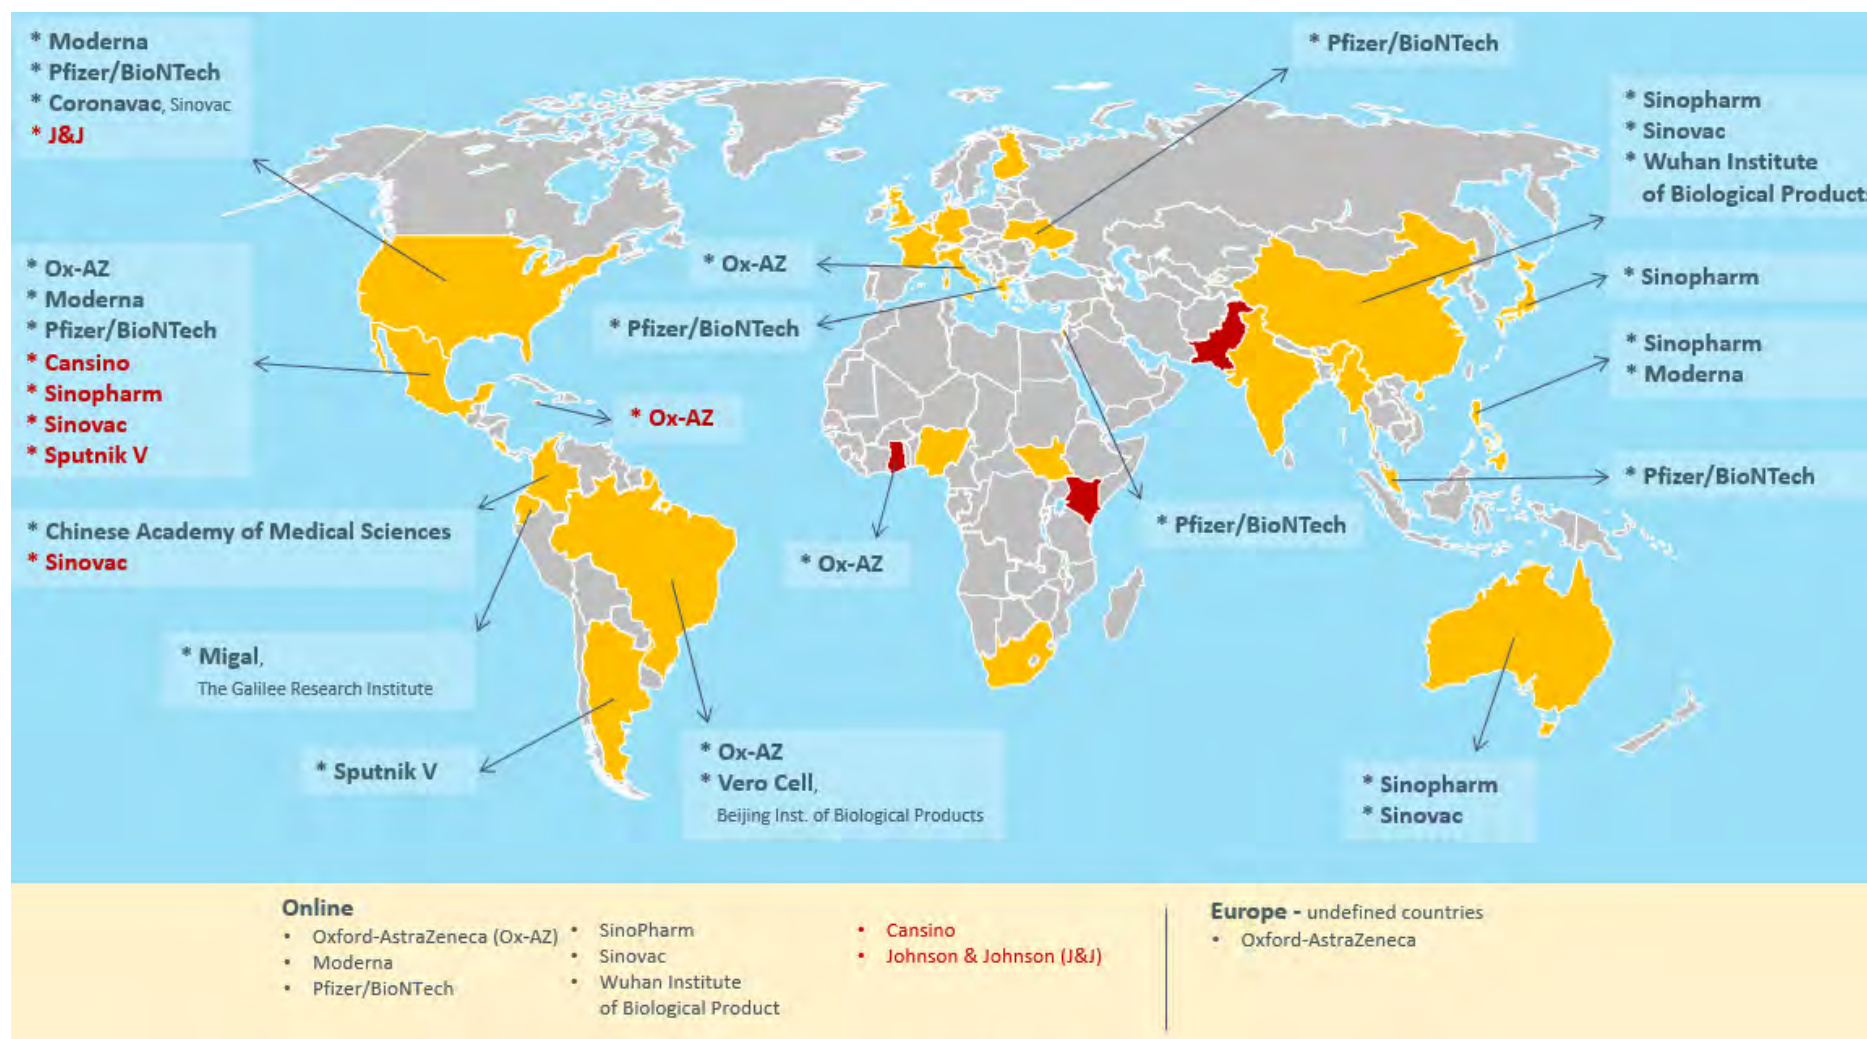 * Moderna
* Pfizer/BioNTech
* Coronavac, Sinovac
* J&J
* Pfizer/BioNTech
* Sinopharm
* Sinovac
* Wuhan Institute
of Biological Products
* Ox-AZ
* Moderna
* Pfizer/BioNTech
* Cansino
* Sinopharm
* Sinovac
* Sputnik V
* Ox-AZ
* Pfizer/BioNTech
* Ox-AZ
* Sinopharm
* Sinopharm
* Moderna
* Pfizer/BioNTech
* Chinese Academy of Medical Sciences
* Sinovac
* Ox-AZ
* Pfizer/BioNTech
* Migal,
The Galilee Research Institute
* Sputnik V
* Ox-AZ
* Vero Cell,
Beijing Inst. of Biological Products
* Sinopharm
* Sinovac
Online
• Oxford-AstraZeneca (Ox-AZ)
• Moderna
• Pfizer/BioNTech
• SinoPharm
• Sinovac
• Wuhan Institute
of Biological Product
• Cansino
• Johnson & Johnson (J&J)
Europe - undefined countries
• Oxford-AstraZeneca